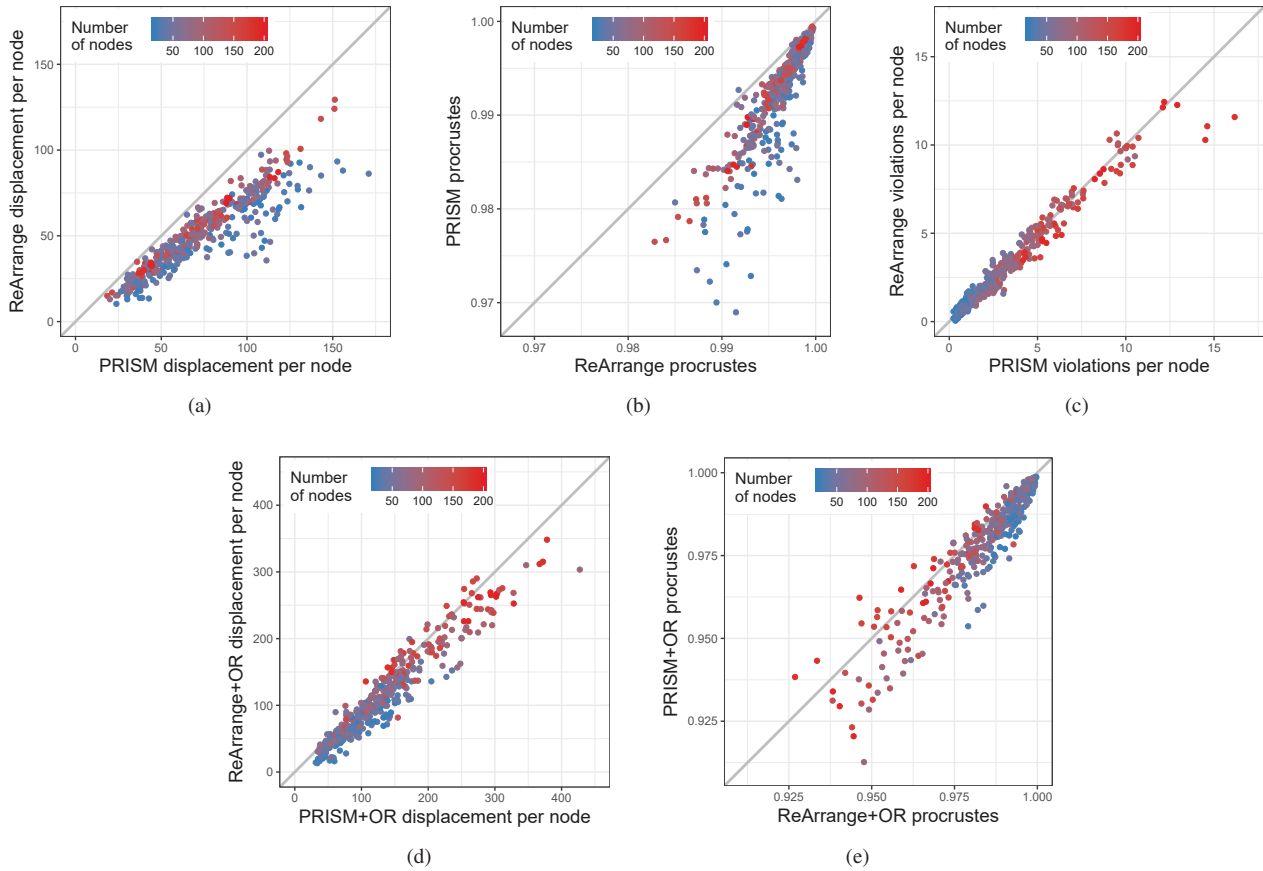 Number
of nodes
50 100 150 200
ReArrange displacement per node
150
100
50
0
0 50 100 150
PRISM displacement per node
(a)
Number
of nodes
50 100 150 200
PRISM procrustes
1.00
0.99
0.98
0.97
0.97 0.98 0.99 1.00
ReArrange procrustes
(b)
Number
of nodes
50 100 150 200
ReArrange violations per node
15
10
5
0
0 5 10 15
PRISM violations per node
(c)
Number
of nodes
50 100 150 200
ReArrange+OR displacement per node
400
300
200
100
0
0 100 200 300 400
PRISM+OR displacement per node
(d)
Number
of nodes
50 100 150 200
PRISM+OR procrustes
1.000
0.975
0.950
0.925
0.925 0.950 0.975 1.000
ReArrange+OR procrustes
(e)